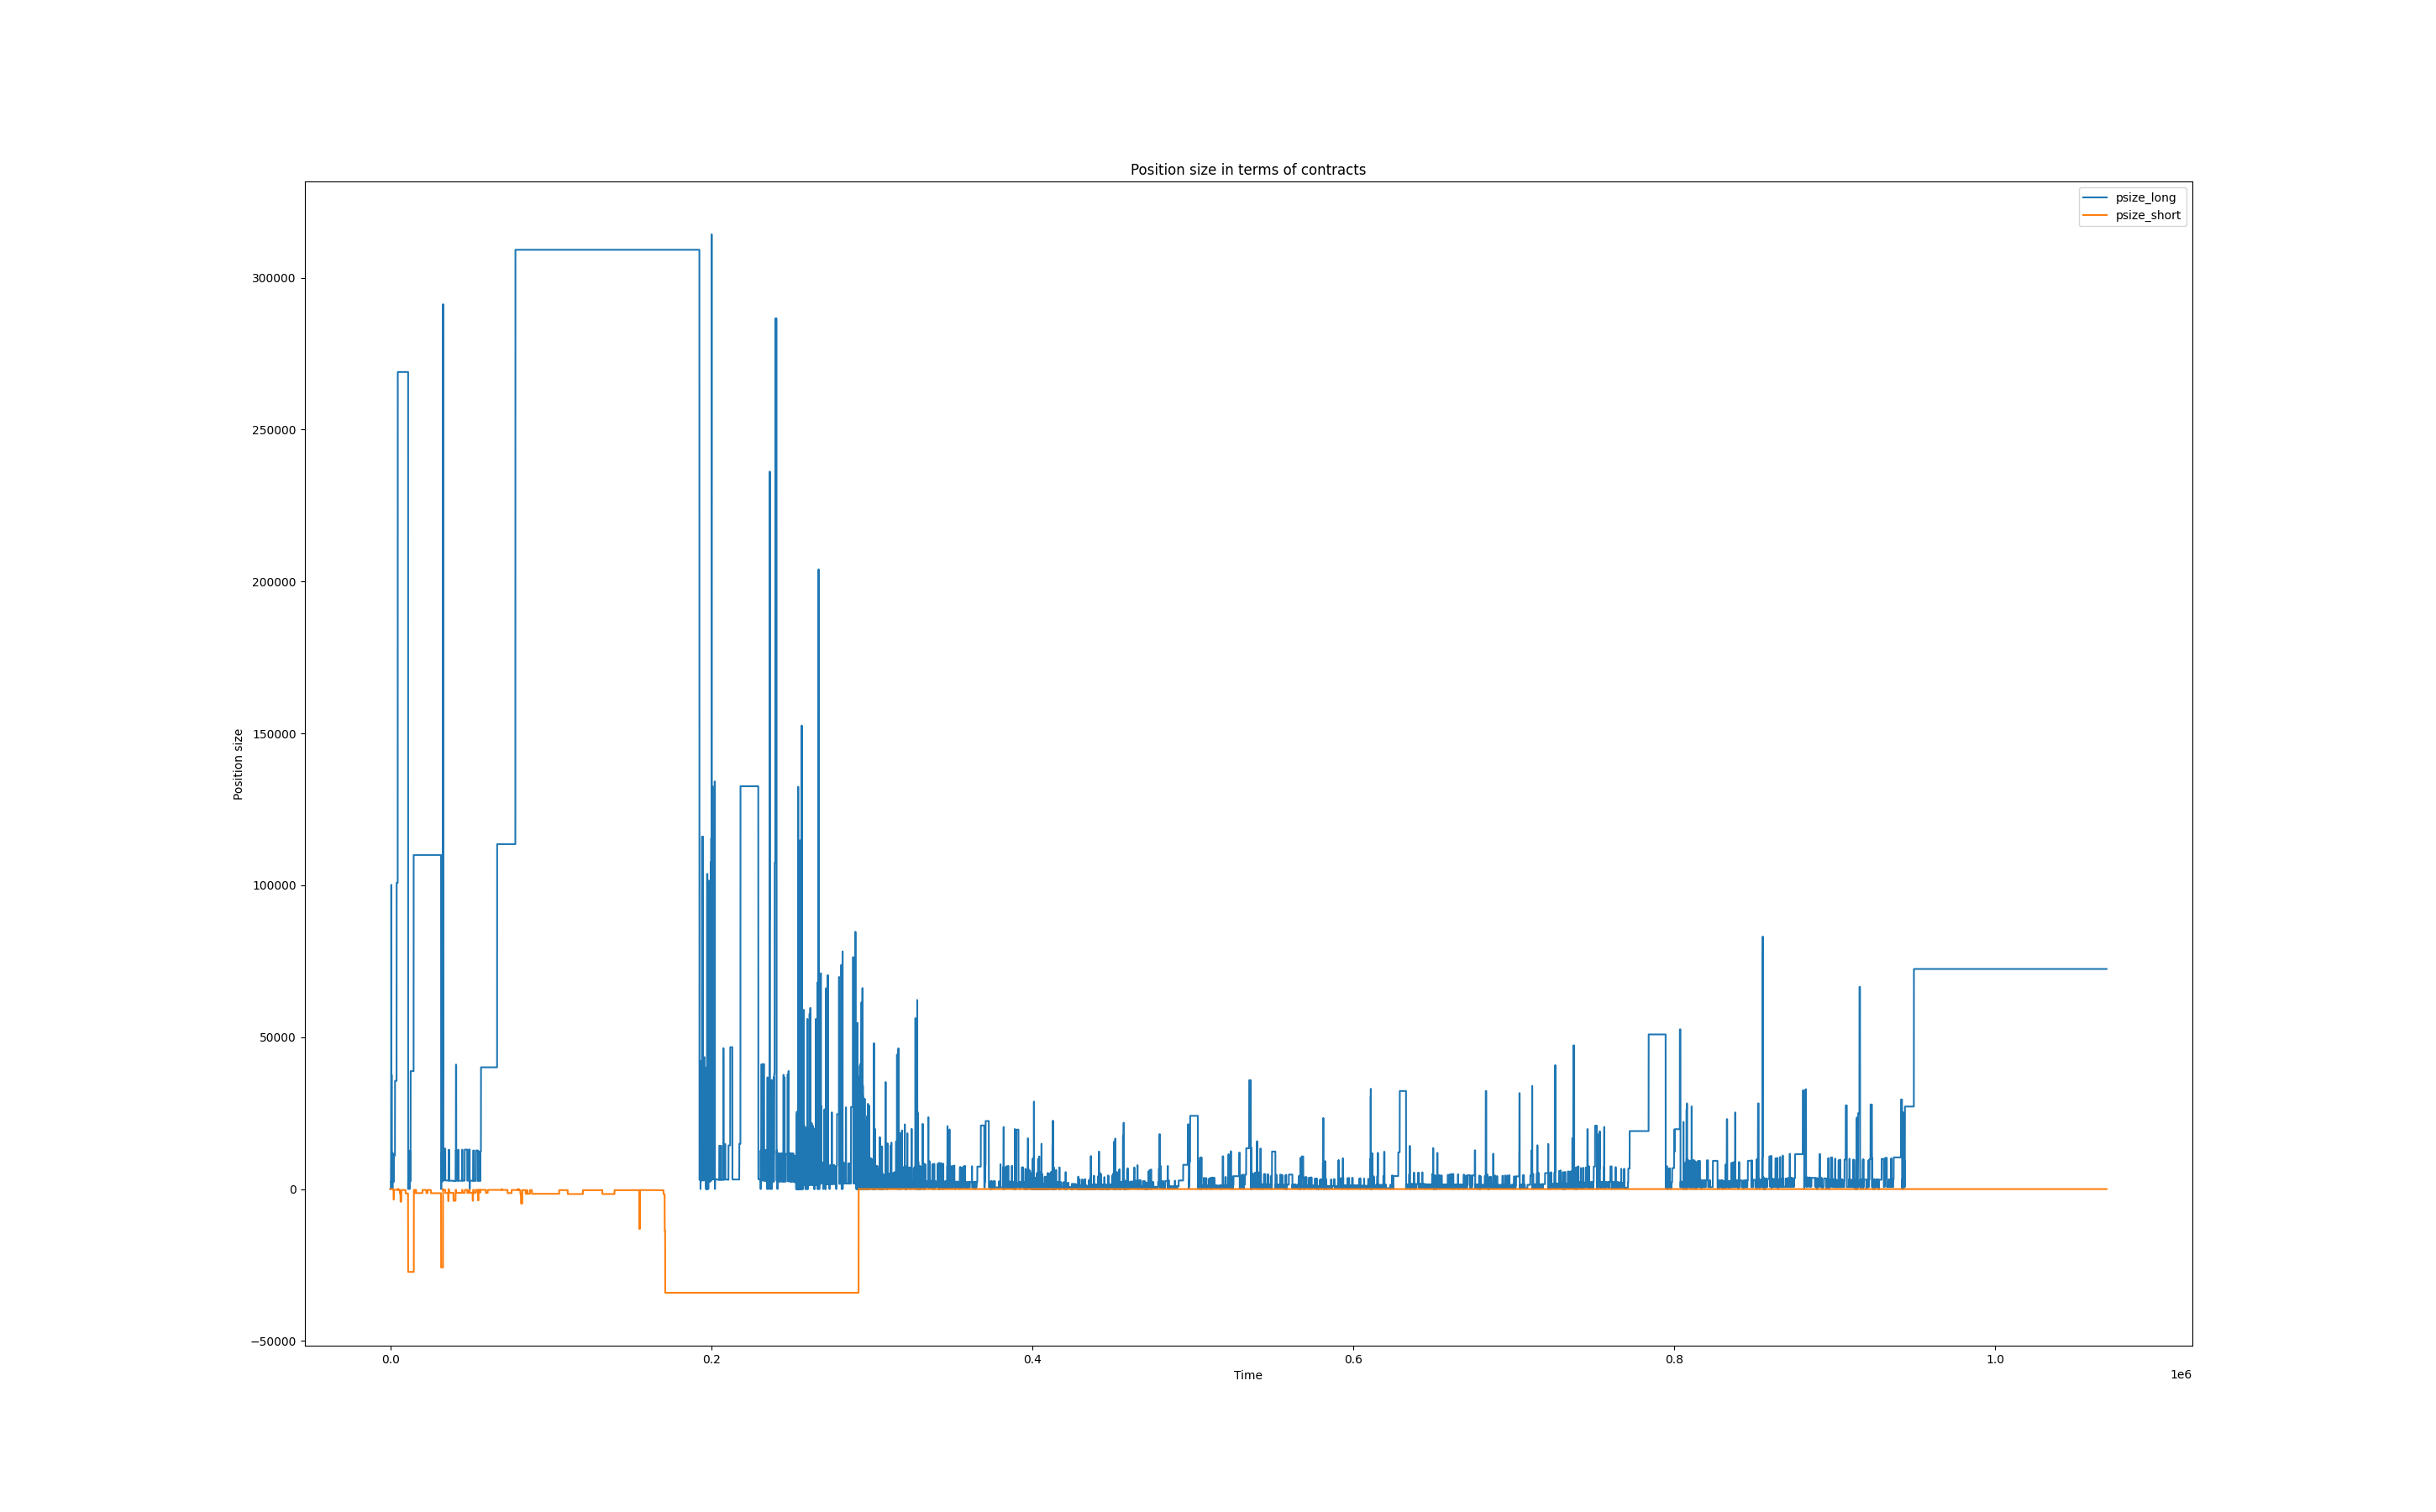 Position size in terms of contracts
psize_long
psize_short
300000
250000
200000
150000
100000
50000
0
−50000
Position size
0.0
0.2
0.4
0.6
0.8
1.0
Time
1e6